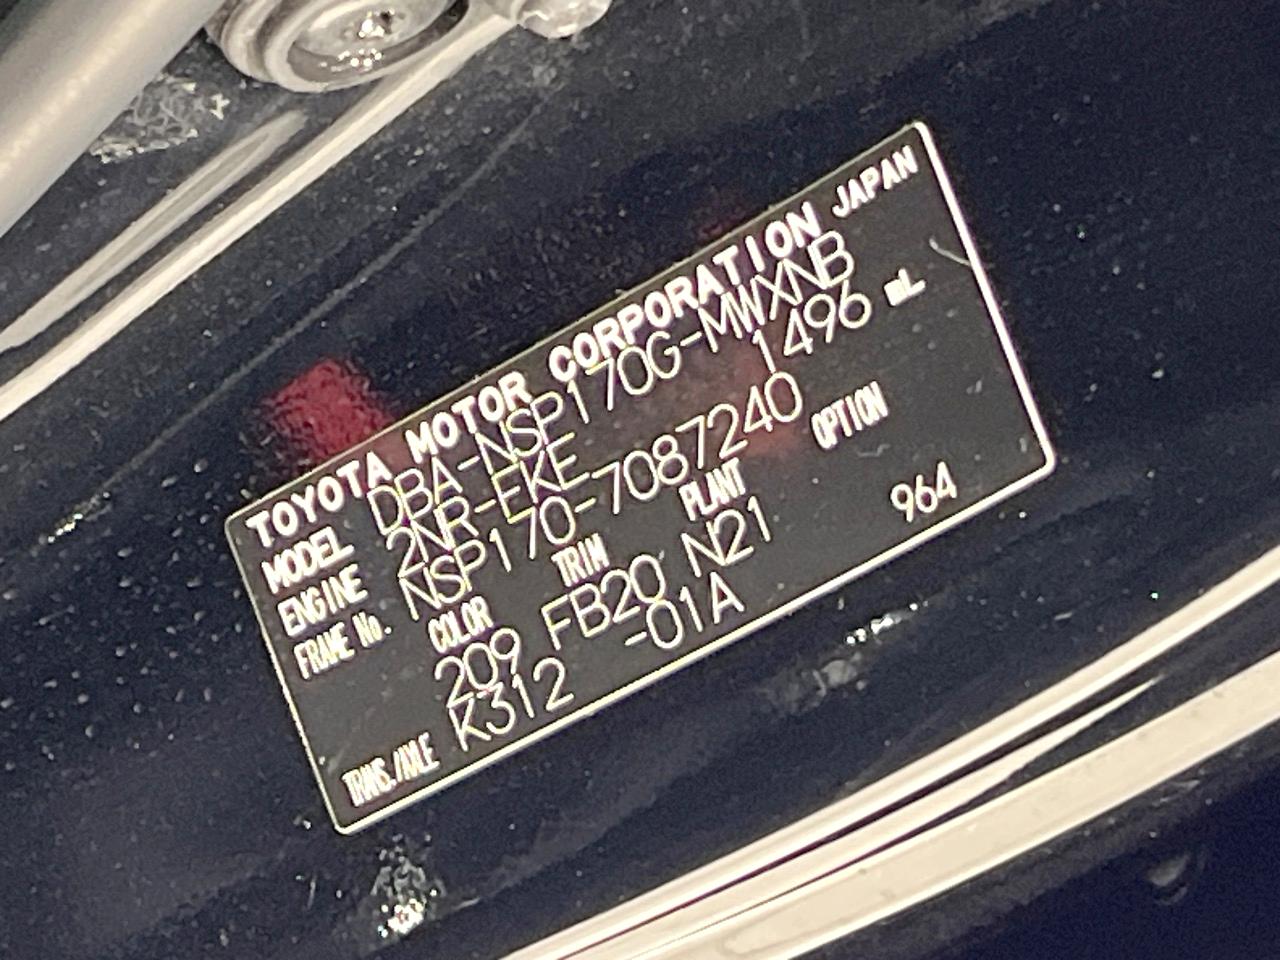 TOYOTA MOTOR CORPORATION JAPAN
MODEL DBA-NSP170G-MWXNB
ENGINE 2NR-FKE 1496 mL
FRAME No. NSP170-7087240
COLOR TRIM PLANT OPTION
209 FB20 N21 964
TRANS./AXLE K312 -01A